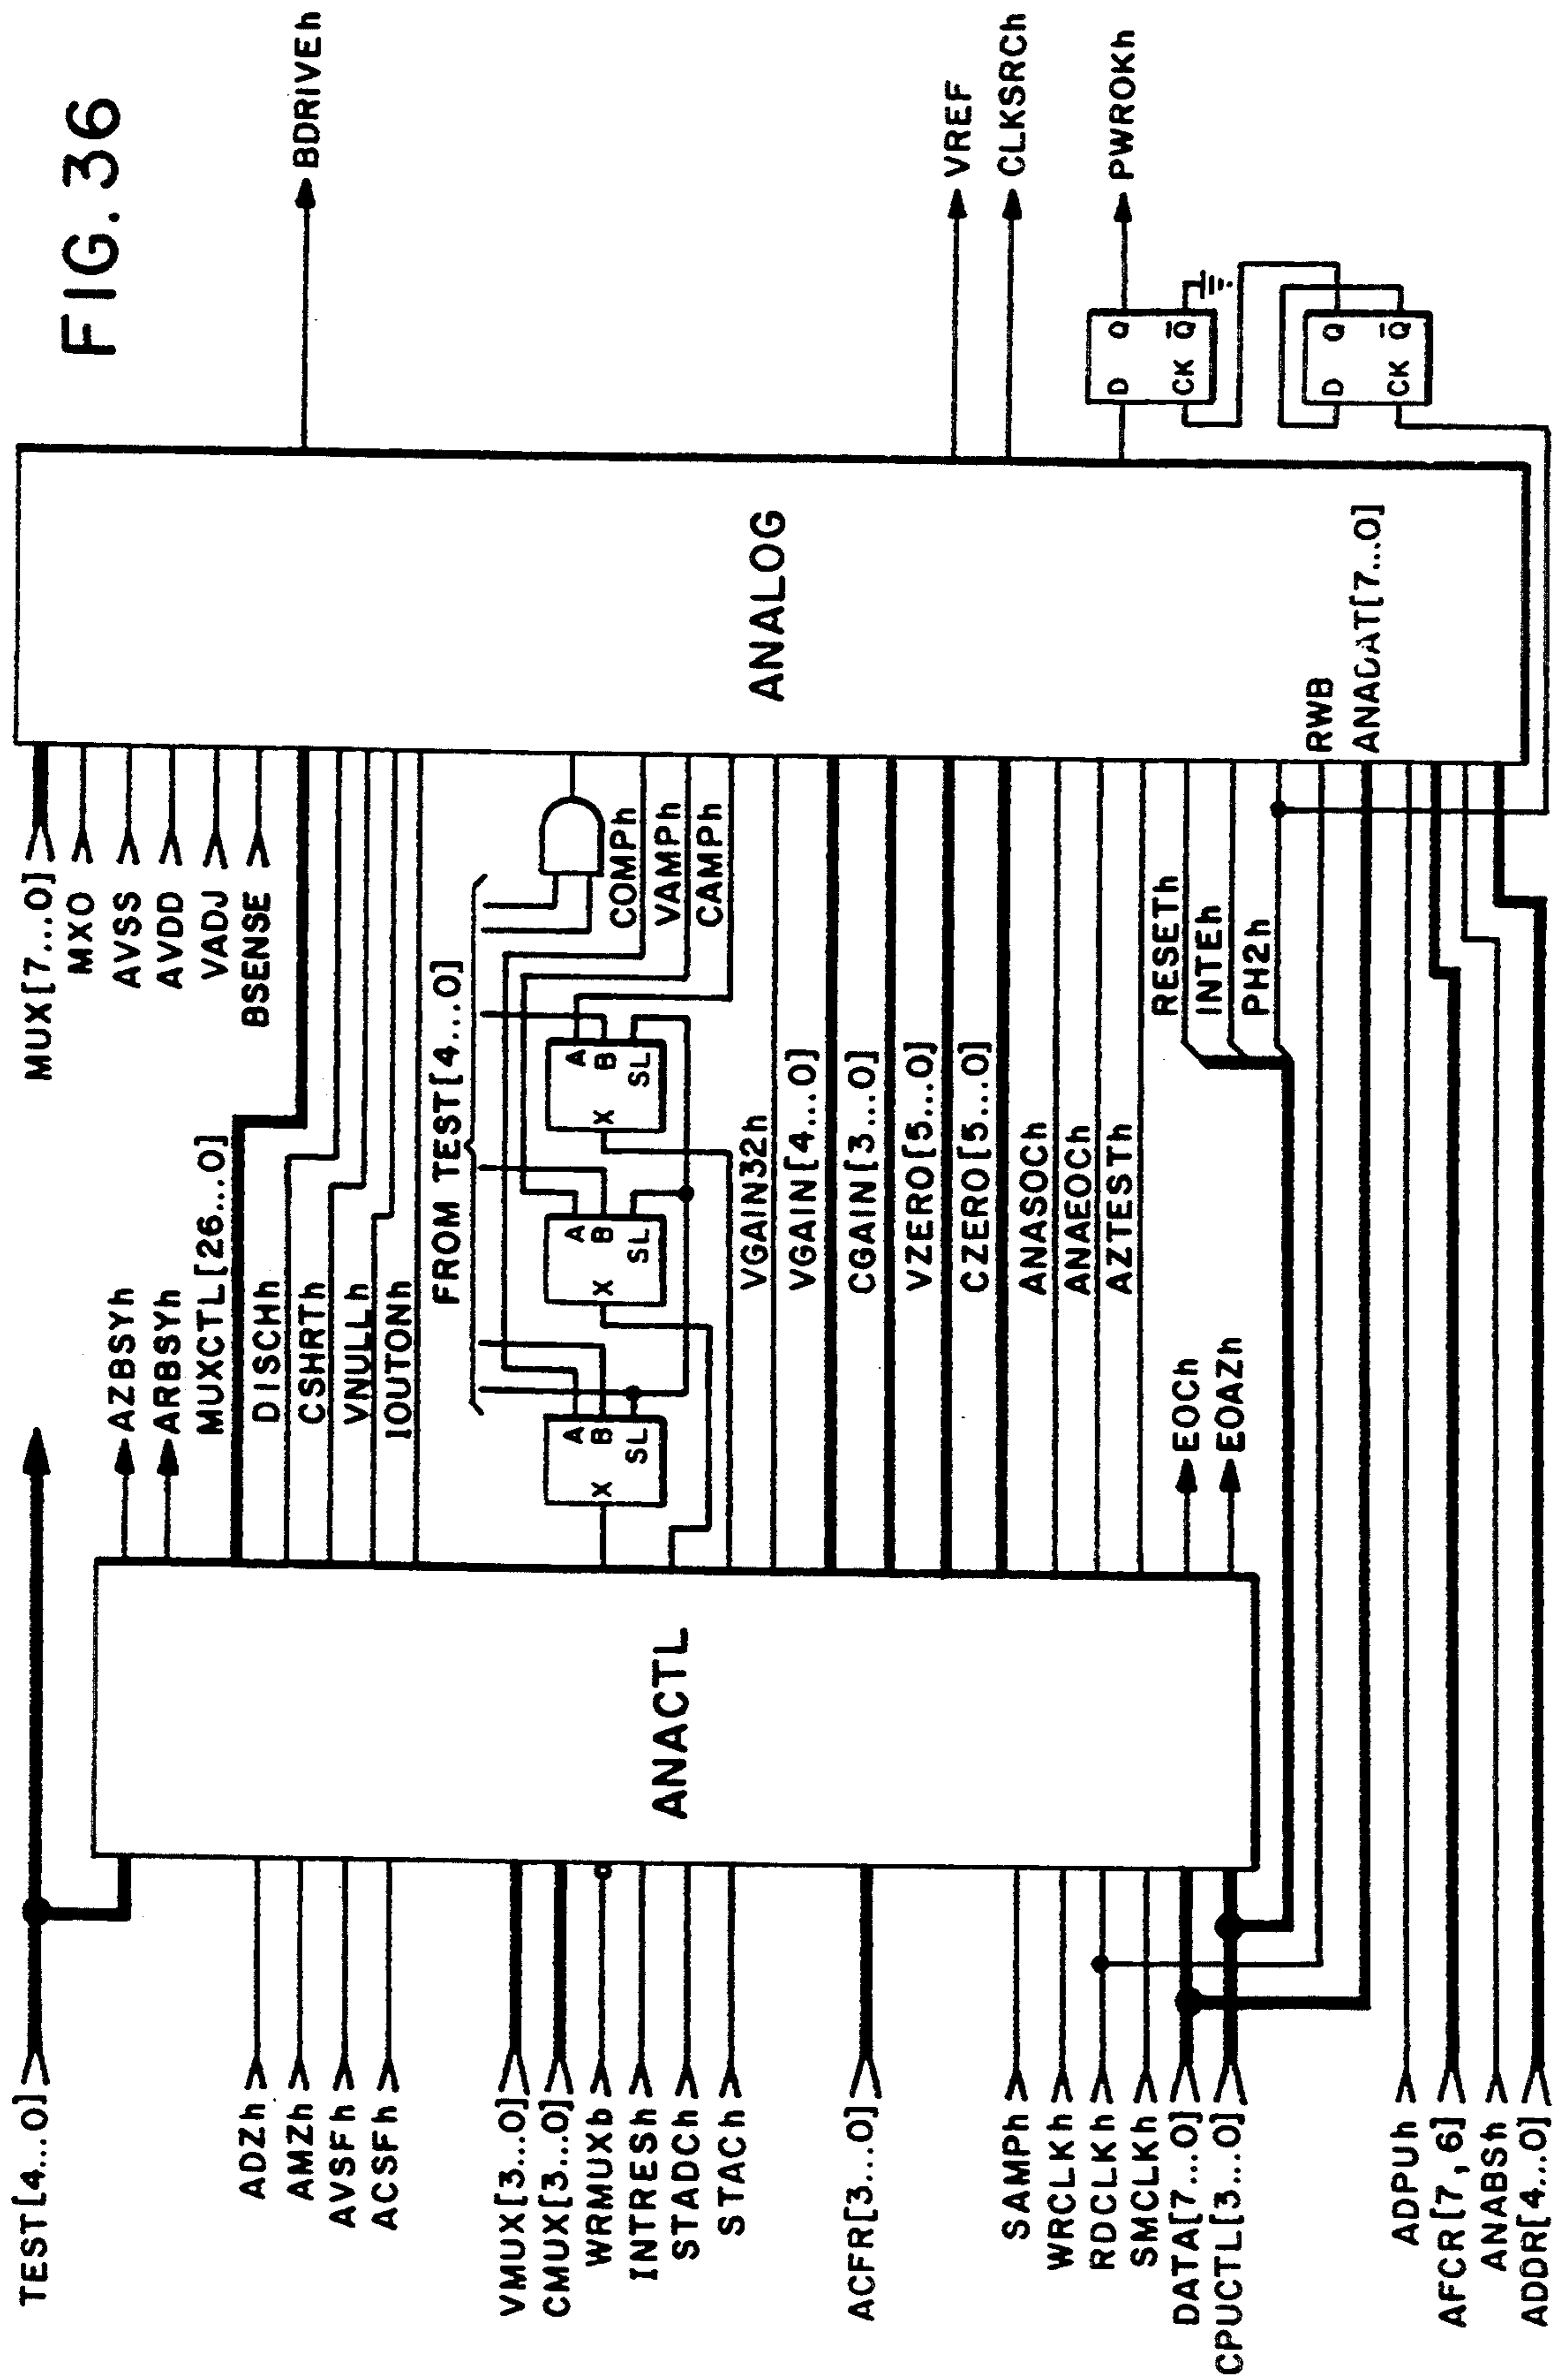 FIG. 36
TEST[4...0]
ADZh
AMZh
AVSFh
ACSFh
VMUX[3...0]
CMUX[3...0]
WRMUXb
INTRESh
STADCh
STACh
ACFR[3...0]
SAMPh
WRCLKh
RDCLKh
SMCLKh
DATA[7...0]
CPUCTL[3...0]
ADPUh
AFCR[7,6]
ANABSh
ADDR[4...0]
ANACTL
AZBSYh
ARBSYh
MUXCTL[26...0]
DISCHh
CSHRTh
VNULLh
IOUTONh
FROM TEST[4...0]
X A B SL
X A B SL
X A B SL
COMPh
VAMPh
CAMPh
VGAIN32h
VGAIN[4...0]
CGAIN[3...0]
VZERO[5...0]
CZERO[5...0]
ANASOCh
ANAEOCh
AZTESTh
EOCh
EOAZh
RESETh
INTEh
PH2h
MUX[7...0]
MXO
AVSS
AVDD
VADJ
BSENSE
ANALOG
RWB
ANADAT[7...0]
BDRIVEh
VREF
CLKSRCh
PWROKh
D Q
CK Q̅
D Q
CK Q̅